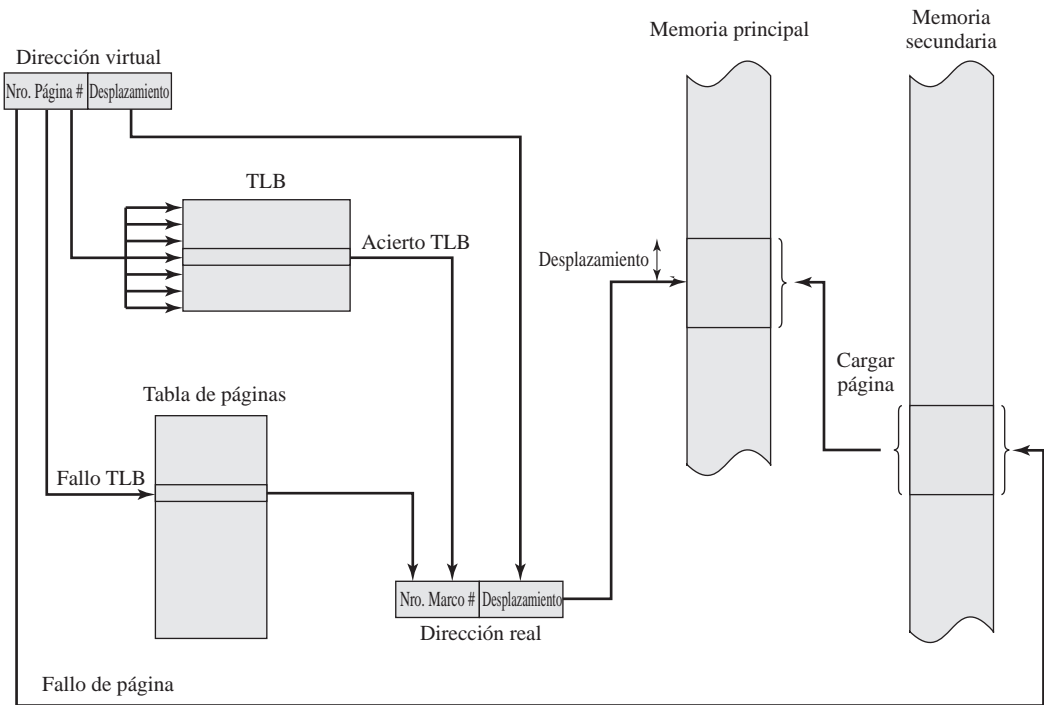 Memoria principal
Memoria
secundaria
Dirección virtual
Nro. Página #
Desplazamiento
TLB
Acierto TLB
Desplazamiento
Cargar
página
Tabla de páginas
Fallo TLB
Nro. Marco #
Desplazamiento
Dirección real
Fallo de página